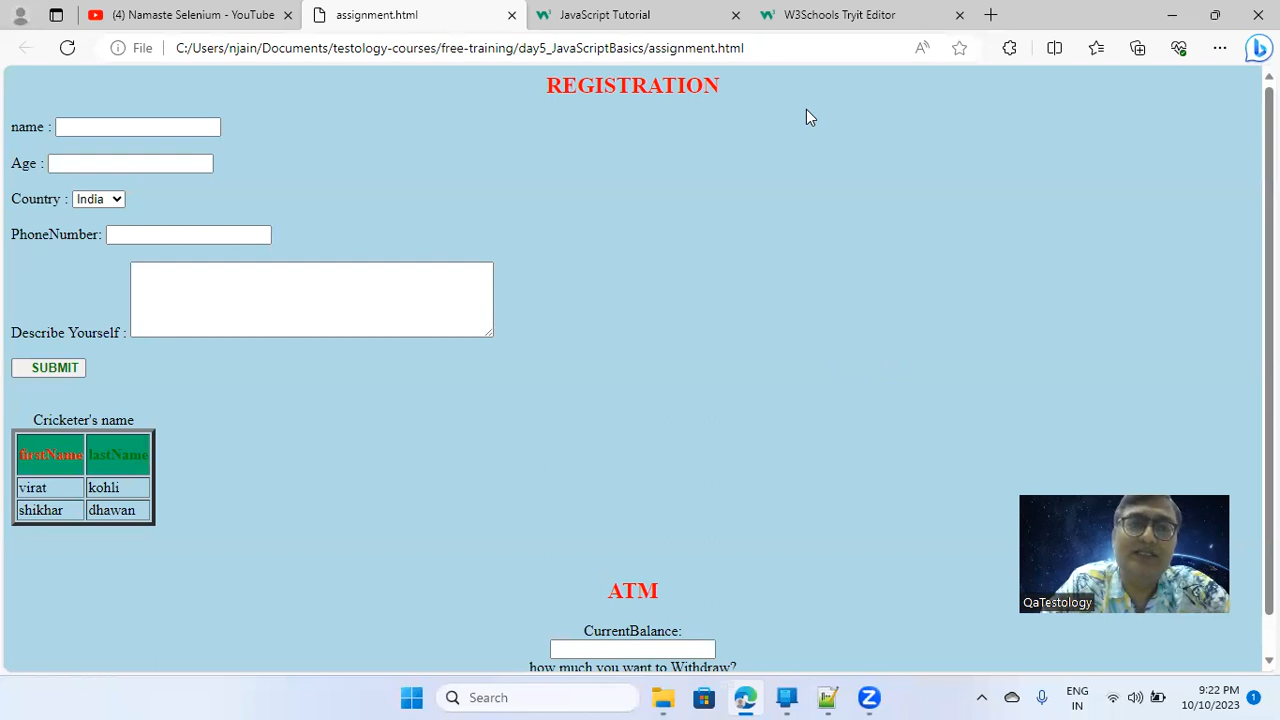 (4) Namaste Selenium - YouTube
assignment.html
JavaScript Tutorial
W3Schools Tryit Editor
File
C:/Users/njain/Documents/testology-courses/free-training/day5_JavaScriptBasics/assignment.html
REGISTRATION
name :
Age :
Country : India
PhoneNumber:
Describe Yourself :
SUBMIT
Cricketer's name
firstName lastName
virat kohli
shikhar dhawan
QaTestology
ATM
CurrentBalance:
how much you want to Withdraw?
Search
ENG
IN
9:22 PM
10/10/2023
1